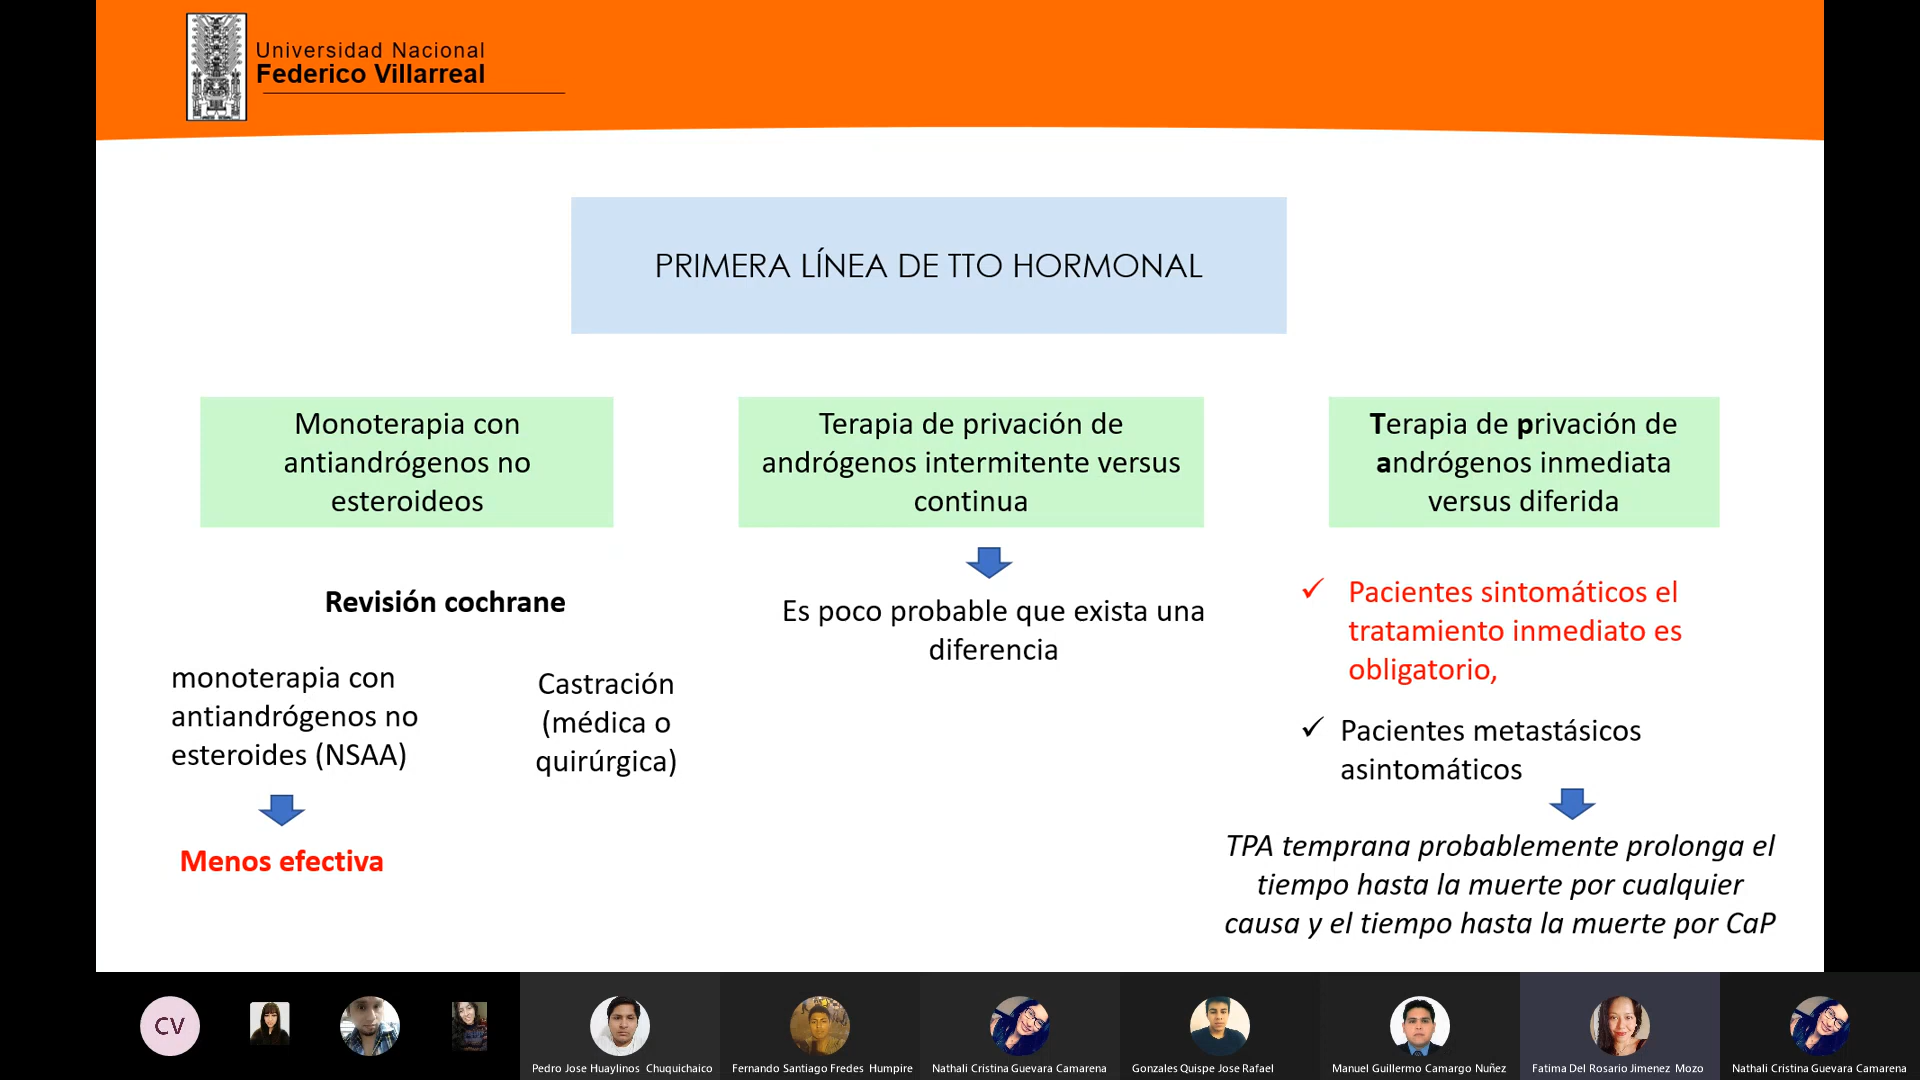 Universidad Nacional
Federico Villarreal
PRIMERA LÍNEA DE TTO HORMONAL
Monoterapia con
antiandrógenos no
esteroideos
Revisión cochrane
monoterapia con
antiandrógenos no
esteroides (NSAA)
Menos efectiva
Castración
(médica o
quirúrgica)
Terapia de privación de
andrógenos intermitente versus
continua
Es poco probable que exista una
diferencia
Terapia de privación de
andrógenos inmediata
versus diferida
✓ Pacientes sintomáticos el
tratamiento inmediato es
obligatorio,
✓ Pacientes metastásicos
asintomáticos
TPA temprana probablemente prolonga el
tiempo hasta la muerte por cualquier
causa y el tiempo hasta la muerte por CaP
CV
Pedro Jose Huaylinos Chuquichaico
Fernando Santiago Fredes Humpire
Nathali Cristina Guevara Camarena
Gonzales Quispe Jose Rafael
Manuel Guillermo Camargo Nuñez
Fatima Del Rosario Jimenez Mozo
Nathali Cristina Guevara Camarena